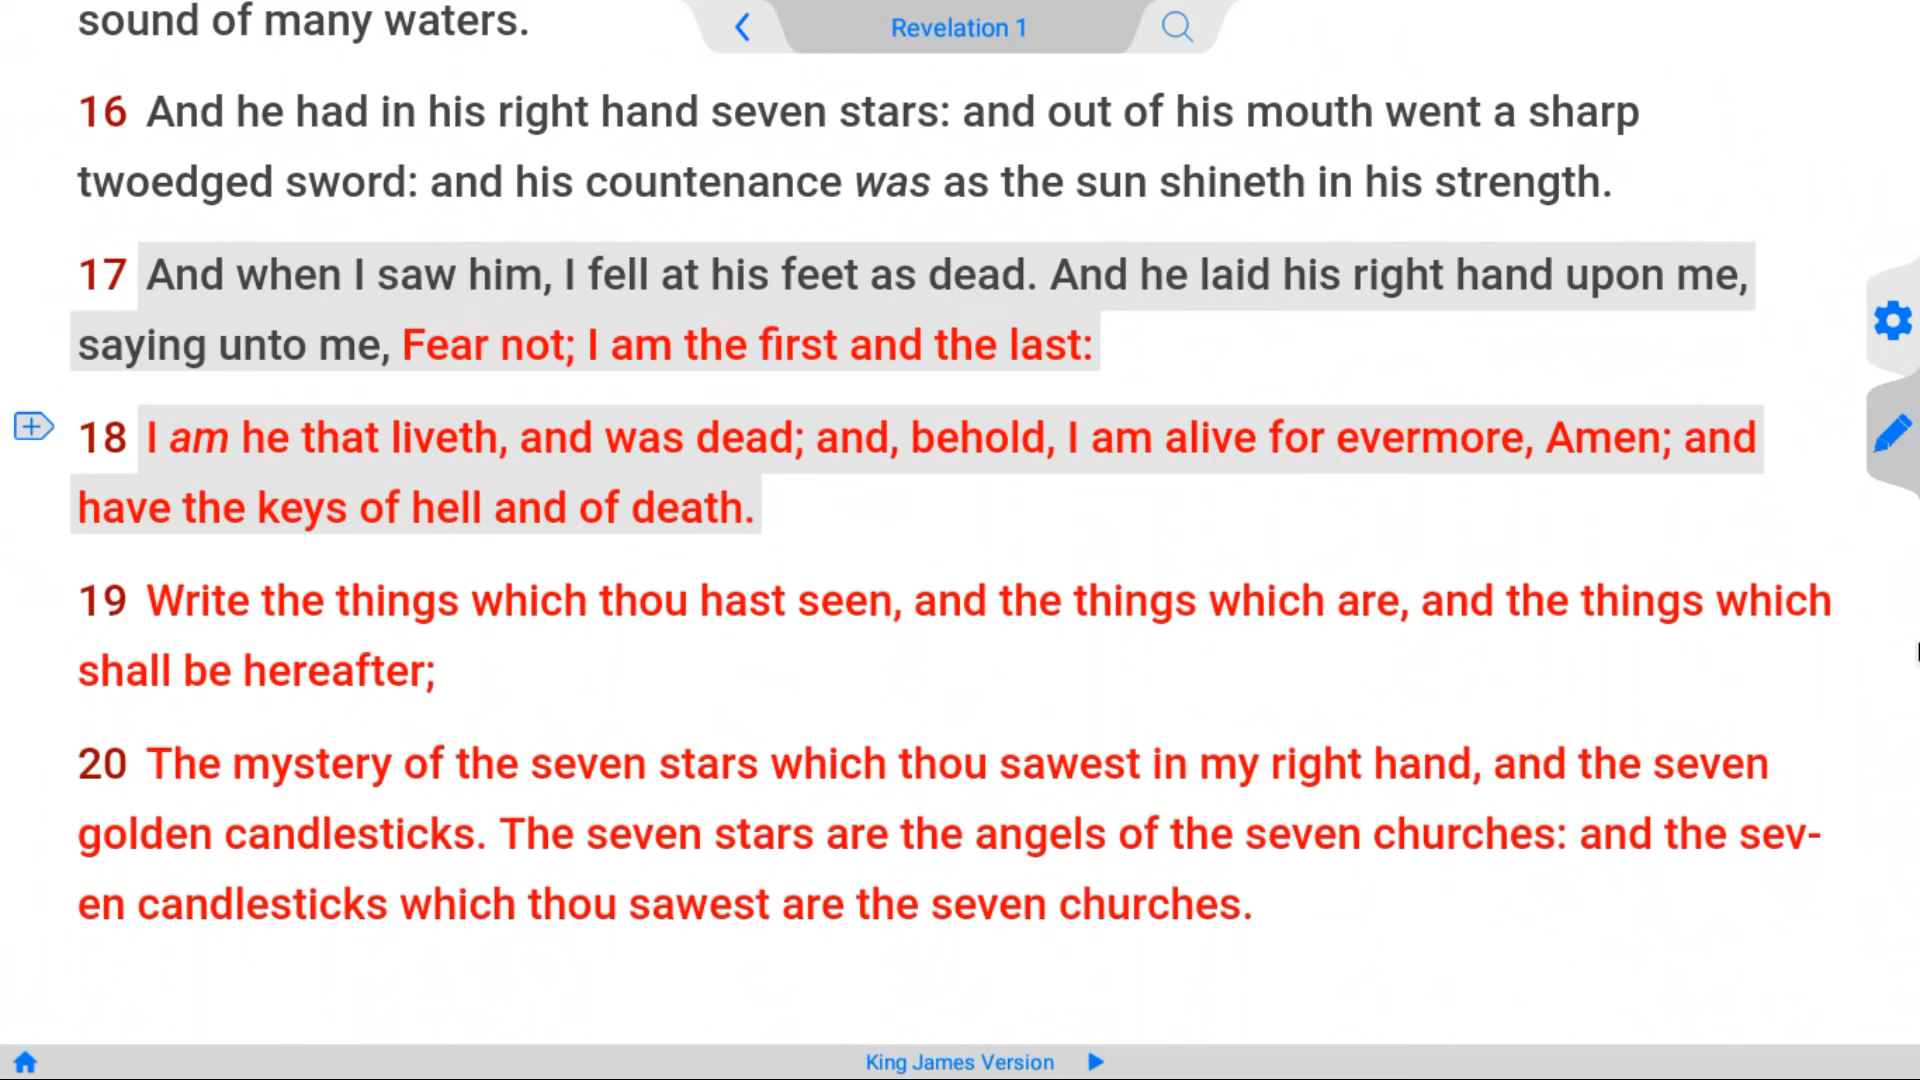 sound of many waters.
Revelation 1
16 And he had in his right hand seven stars: and out of his mouth went a sharp
twoedged sword: and his countenance was as the sun shineth in his strength.
17 And when I saw him, I fell at his feet as dead. And he laid his right hand upon me,
saying unto me, Fear not; I am the first and the last:
18 I am he that liveth, and was dead; and, behold, I am alive for evermore, Amen; and
have the keys of hell and of death.
19 Write the things which thou hast seen, and the things which are, and the things which
shall be hereafter;
20 The mystery of the seven stars which thou sawest in my right hand, and the seven
golden candlesticks. The seven stars are the angels of the seven churches: and the sev-
en candlesticks which thou sawest are the seven churches.
King James Version